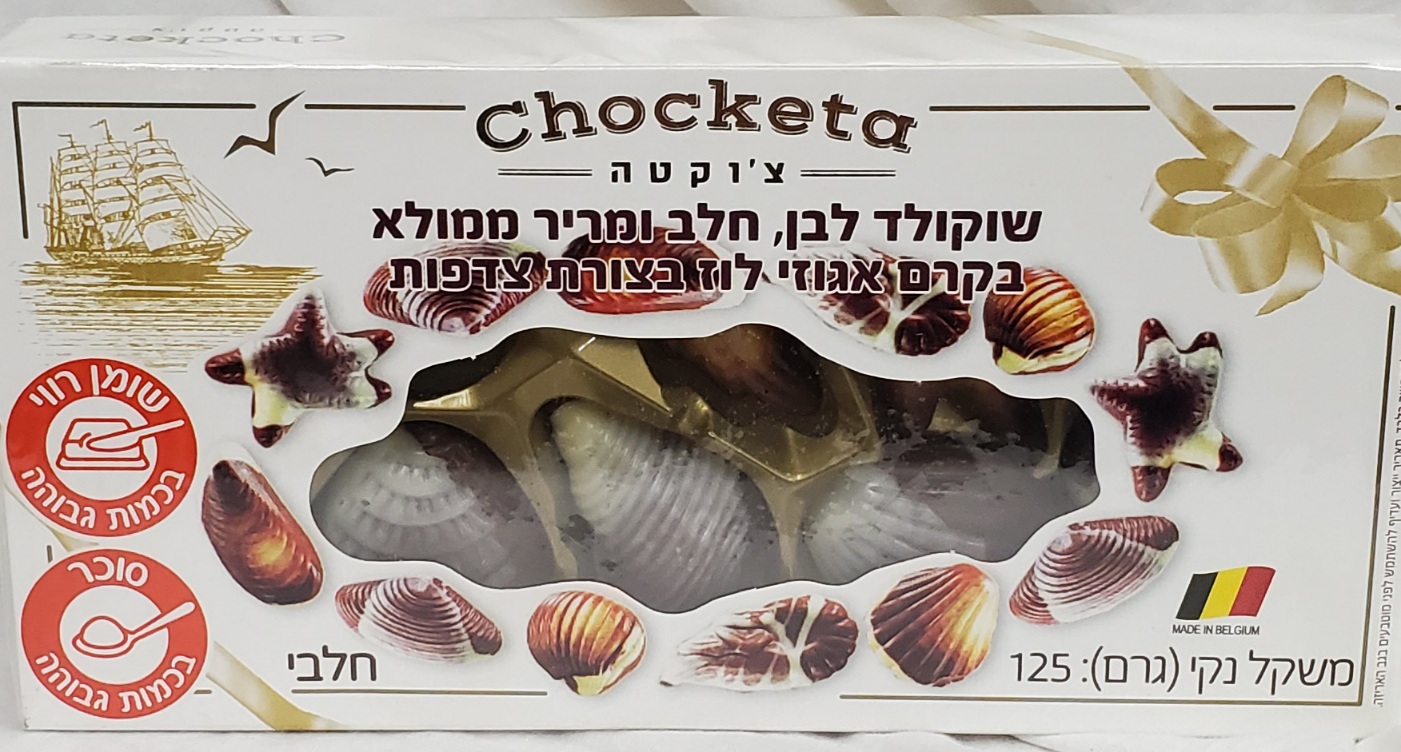 chocketa
צ'וקטה
שוקולד לבן, חלב ומריר ממולא
בקרם אגוזי לוז בצורת צדפות
שומן רווי
בכמות גבוהה
סוכר
בכמות גבוהה
חלבי
MADE IN BELGIUM
משקל נקי (גרם): 125